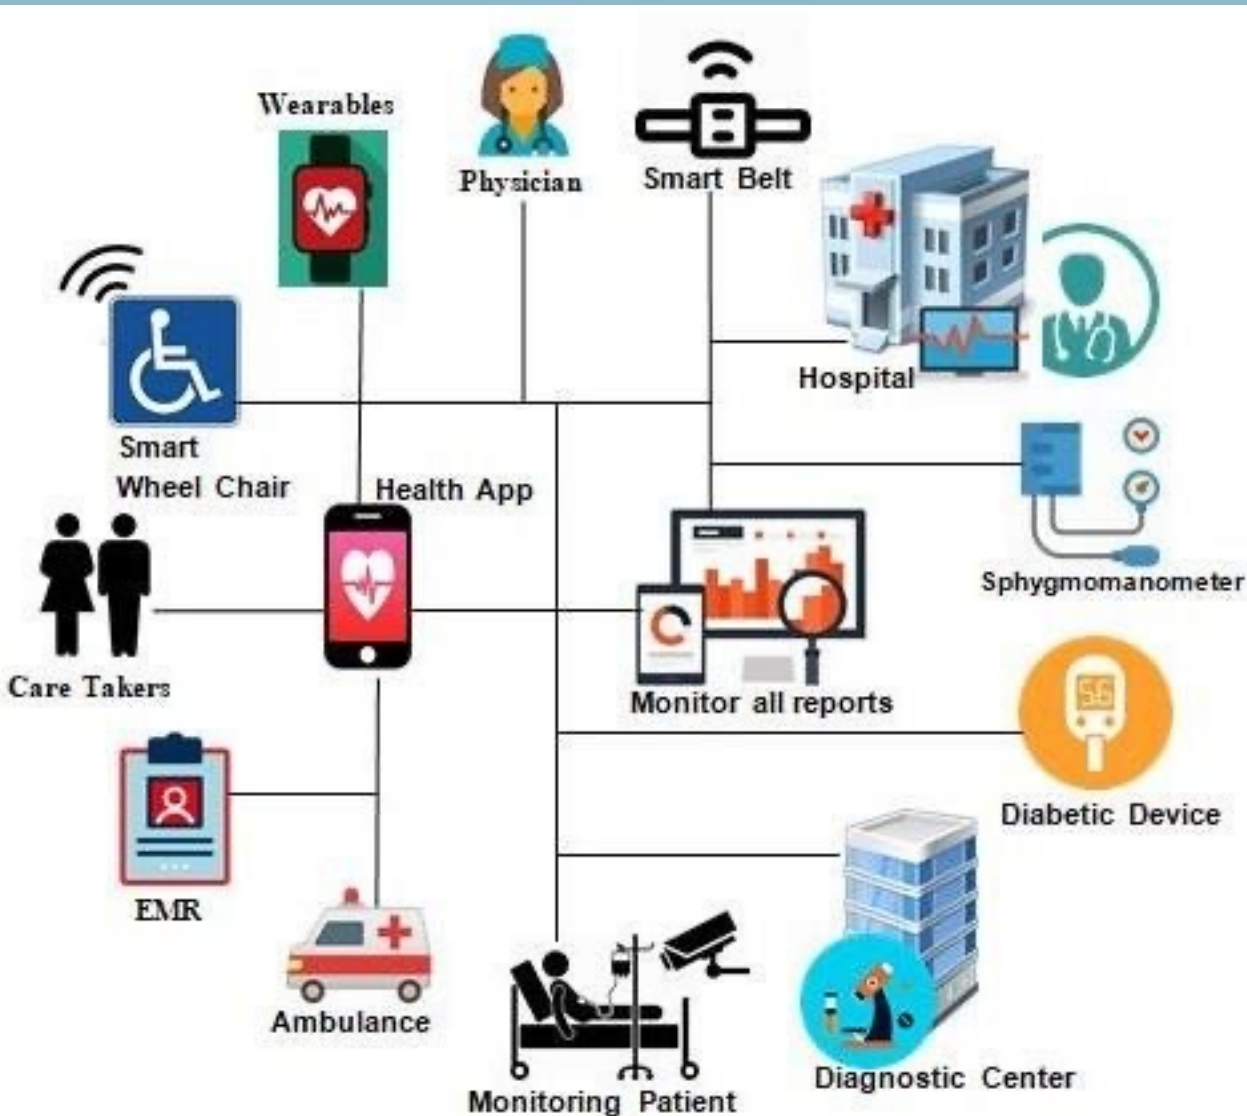 Wearables
Physician
Smart Belt
Hospital
Smart
Wheel Chair
Health App
Sphygmomanometer
Care Takers
Monitor all reports
56
Diabetic Device
EMR
Ambulance
Monitoring Patient
Diagnostic Center